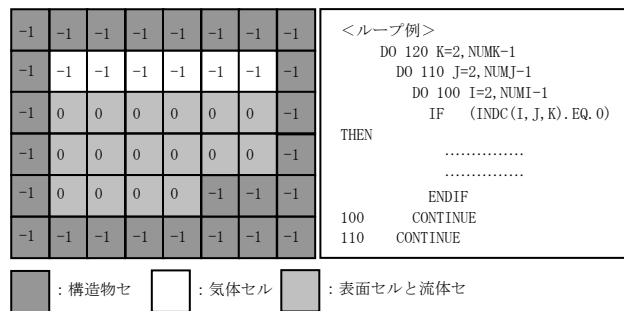 -1 -1 -1 -1 -1 -1 -1 -1
-1 -1 -1 -1 -1 -1 -1 -1
-1 0 0 0 0 0 0 -1
-1 0 0 0 0 0 0 -1
-1 0 0 0 0 -1 -1 -1
-1 -1 -1 -1 -1 -1 -1 -1
＜ループ例＞
DO 120 K=2,NUMK-1
DO 110 J=2,NUMJ-1
DO 100 I=2,NUMI-1
IF (INDC(I,J,K).EQ.0)
THEN
……………
……………
ENDIF
100 CONTINUE
110 CONTINUE
：構造物セ ：気体セル ：表面セルと流体セ